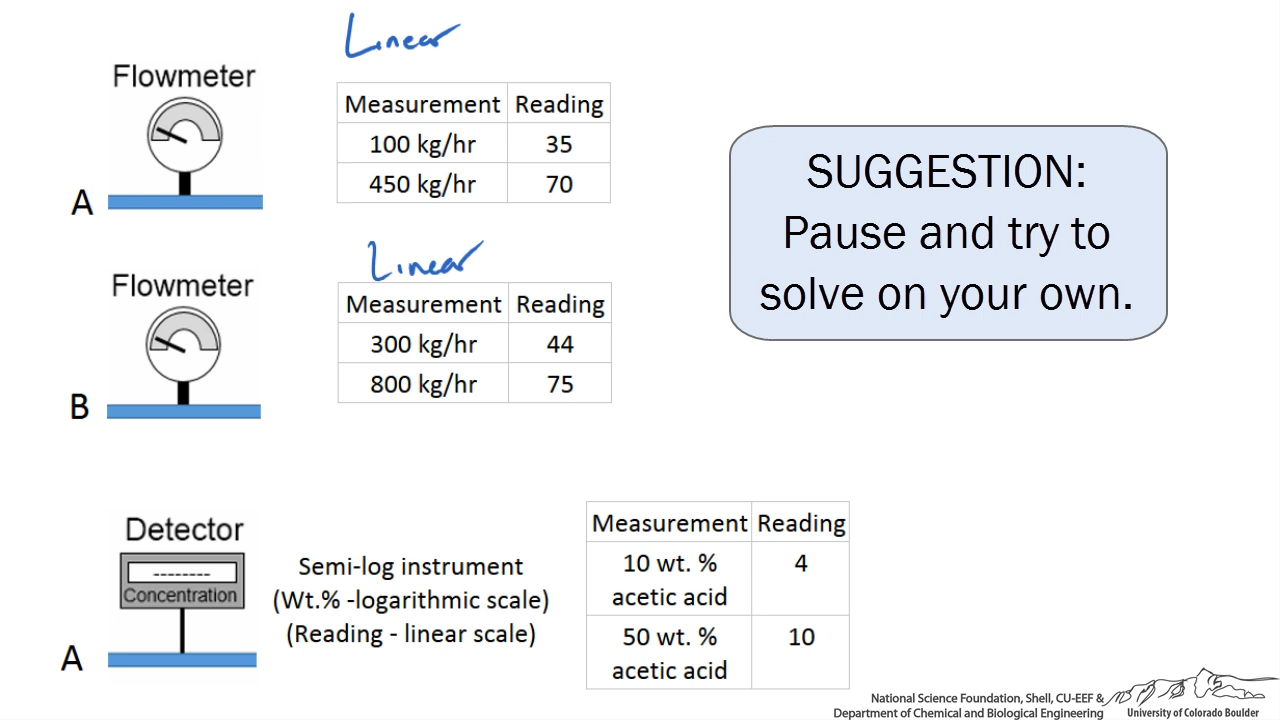 Linear
Flowmeter
Measurement Reading
100 kg/hr 35
450 kg/hr 70
A
SUGGESTION:
Pause and try to
solve on your own.
Linear
Flowmeter
Measurement Reading
300 kg/hr 44
800 kg/hr 75
B
Detector
--------
Concentration
A
Semi-log instrument
(Wt.% -logarithmic scale)
(Reading - linear scale)
Measurement Reading
10 wt. % 4
acetic acid
50 wt. % 10
acetic acid
National Science Foundation, Shell, CU-EEF &
Department of Chemical and Biological Engineering
University of Colorado Boulder